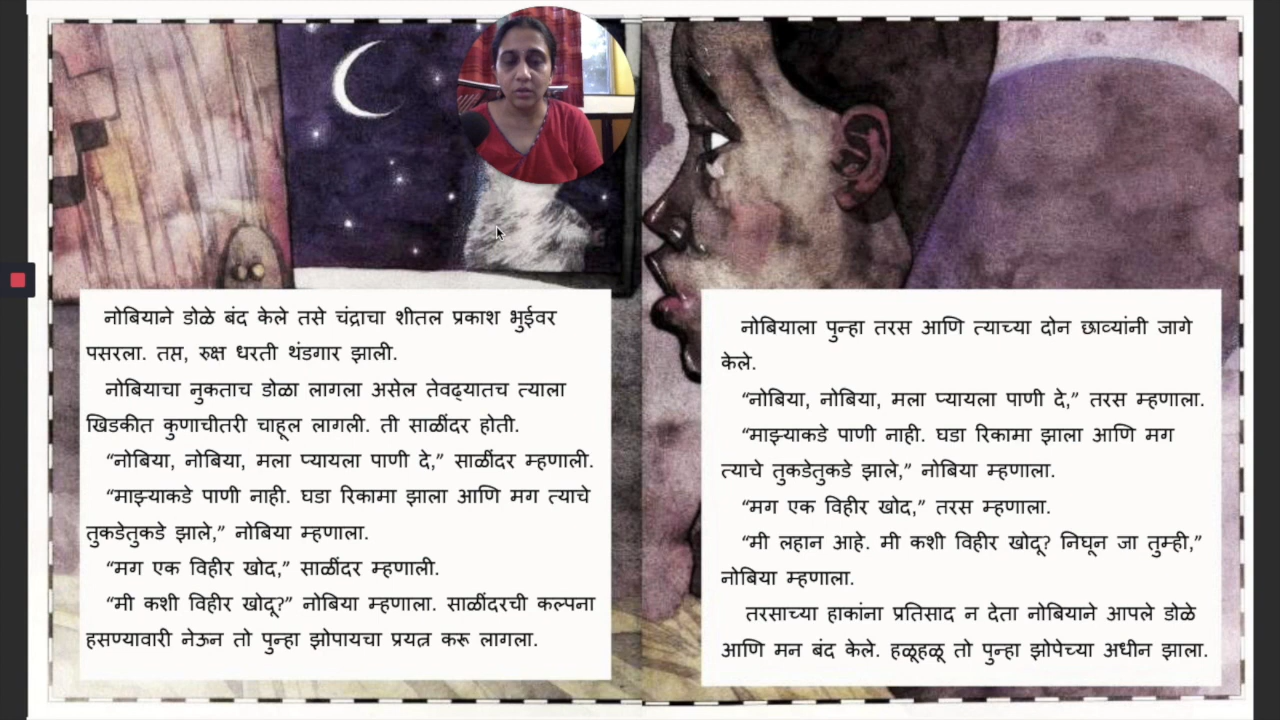 नोबियाने डोळे बंद केले तसे चंद्राचा शीतल प्रकाश भुईवर
पसरला. तप्त, रुक्ष धरती थंडगार झाली.
नोबियाचा नुकताच डोळा लागला असेल तेवढ्यातच त्याला
खिडकीत कुणाचीतरी चाहूल लागली. ती साळींदर होती.
“नोबिया, नोबिया, मला प्यायला पाणी दे,” साळींदर म्हणाली.
“माझ्याकडे पाणी नाही. घडा रिकामा झाला आणि मग त्याचे
तुकडेतुकडे झाले,” नोबिया म्हणाला.
“मग एक विहीर खोद,” साळींदर म्हणाली.
“मी कशी विहीर खोदू?” नोबिया म्हणाला. साळींदरची कल्पना
हसण्यावारी नेऊन तो पुन्हा झोपायचा प्रयत्न करू लागला.
नोबियाला पुन्हा तरस आणि त्याच्या दोन छाव्यांनी जागे
केले.
“नोबिया, नोबिया, मला प्यायला पाणी दे,” तरस म्हणाला.
“माझ्याकडे पाणी नाही. घडा रिकामा झाला आणि मग
त्याचे तुकडेतुकडे झाले,” नोबिया म्हणाला.
“मग एक विहीर खोद,” तरस म्हणाला.
“मी लहान आहे. मी कशी विहीर खोदू? निघून जा तुम्ही,”
नोबिया म्हणाला.
तरसाच्या हाकांना प्रतिसाद न देता नोबियाने आपले डोळे
आणि मन बंद केले. हळूहळू तो पुन्हा झोपेच्या अधीन झाला.